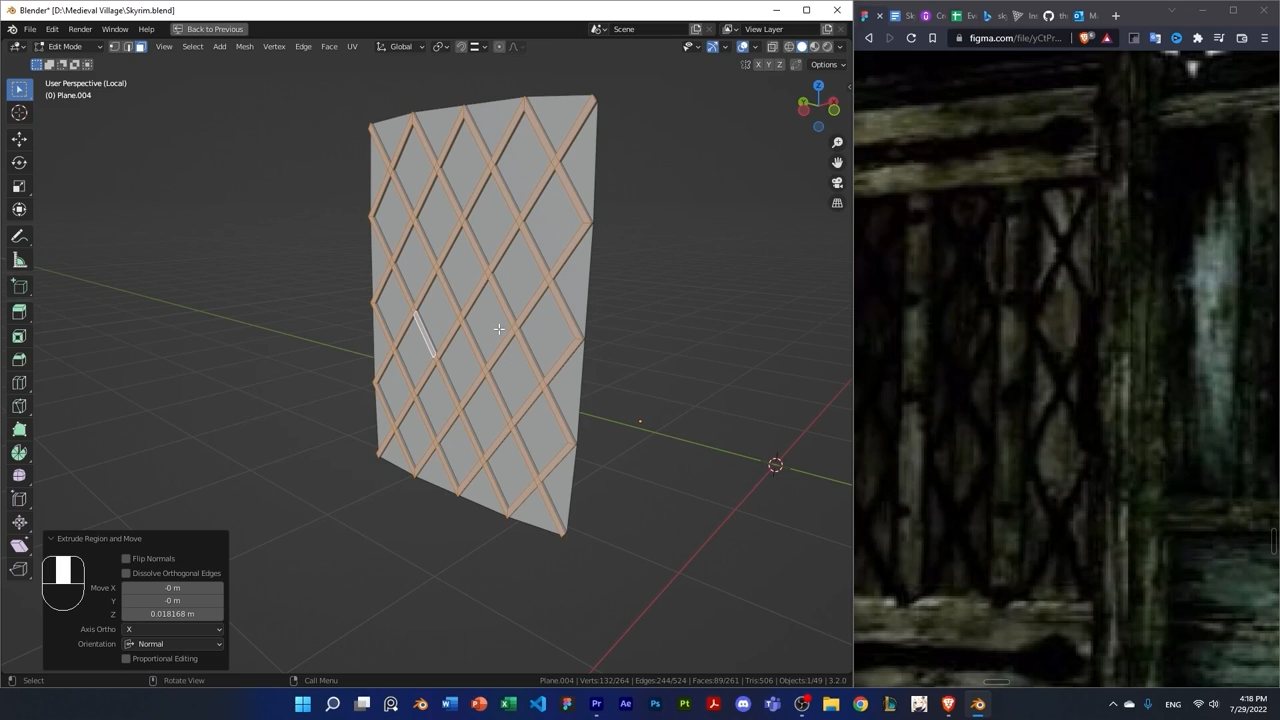 Blender* [D:\Medieval Village\Skyrim.blend]
File Edit Render Window Help Back to Previous Scene View Layer
Edit Mode View Select Add Mesh Vertex Edge Face UV Global
X Y Z Options
User Perspective (Local)
(0) Plane.004
Z
figma.com/file/yCtPr...
Extrude Region and Move
Flip Normals
Dissolve Orthogonal Edges
Move X -0 m
Y -0 m
Z 0.018168 m
Axis Ortho X
Orientation Normal
Proportional Editing
Select Rotate View Call Menu Plane.004 | Verts:132/264 | Edges:244/524 | Faces:89/261 | Tris:506 | Objects:1/49 | 3.2.0
ENG 4:18 PM
7/29/2022